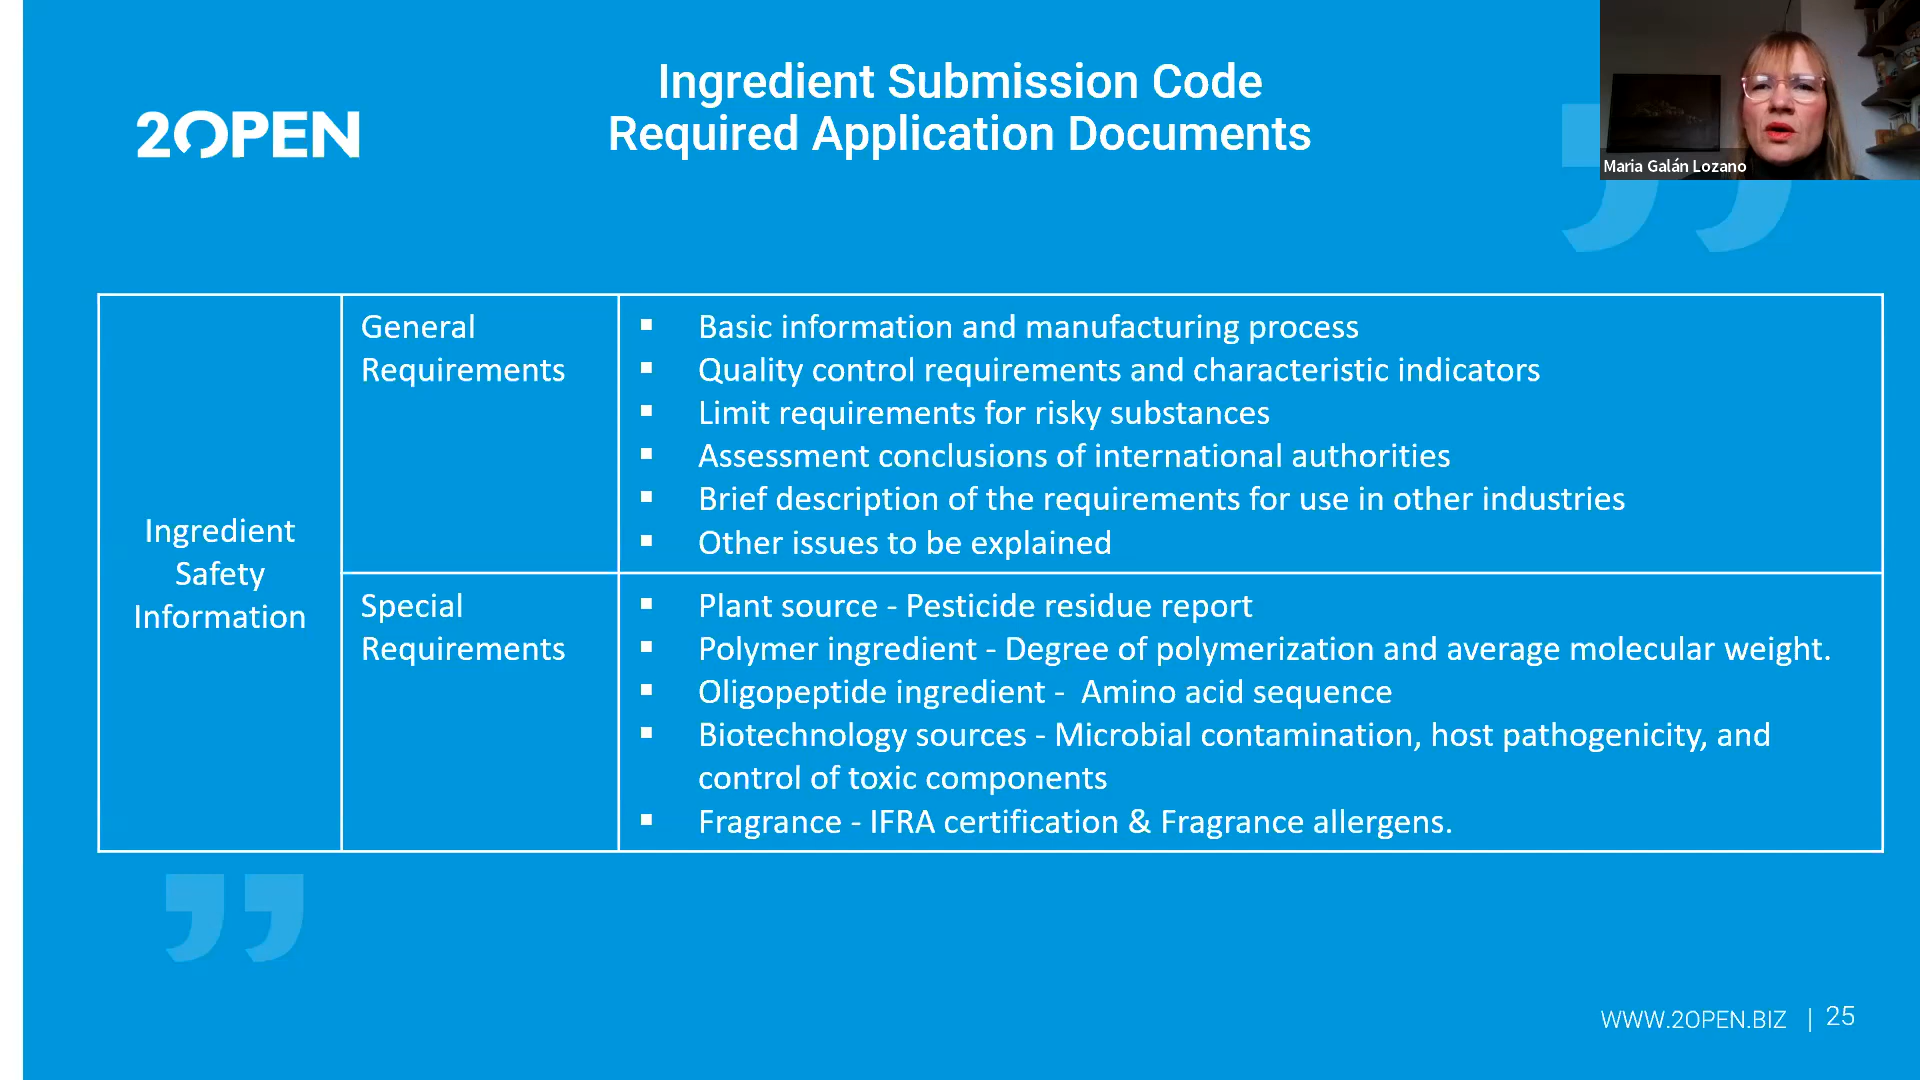 Ingredient Submission Code
Required Application Documents
2OPEN
Maria Galán Lozano
Ingredient
Safety
Information
General
Requirements
▪ Basic information and manufacturing process
▪ Quality control requirements and characteristic indicators
▪ Limit requirements for risky substances
▪ Assessment conclusions of international authorities
▪ Brief description of the requirements for use in other industries
▪ Other issues to be explained
Special
Requirements
▪ Plant source - Pesticide residue report
▪ Polymer ingredient - Degree of polymerization and average molecular weight.
▪ Oligopeptide ingredient - Amino acid sequence
▪ Biotechnology sources - Microbial contamination, host pathogenicity, and
control of toxic components
▪ Fragrance - IFRA certification & Fragrance allergens.
WWW.2OPEN.BIZ | 25